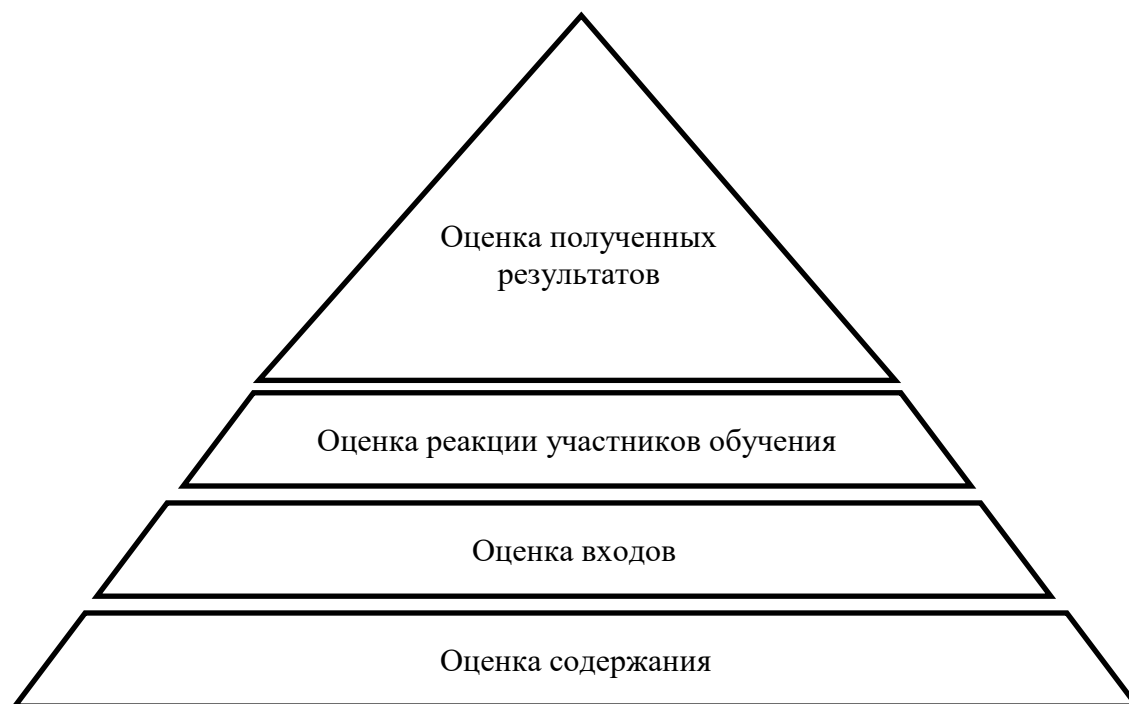 Оценка полученных
результатов
Оценка реакции участников обучения
Оценка входов
Оценка содержания